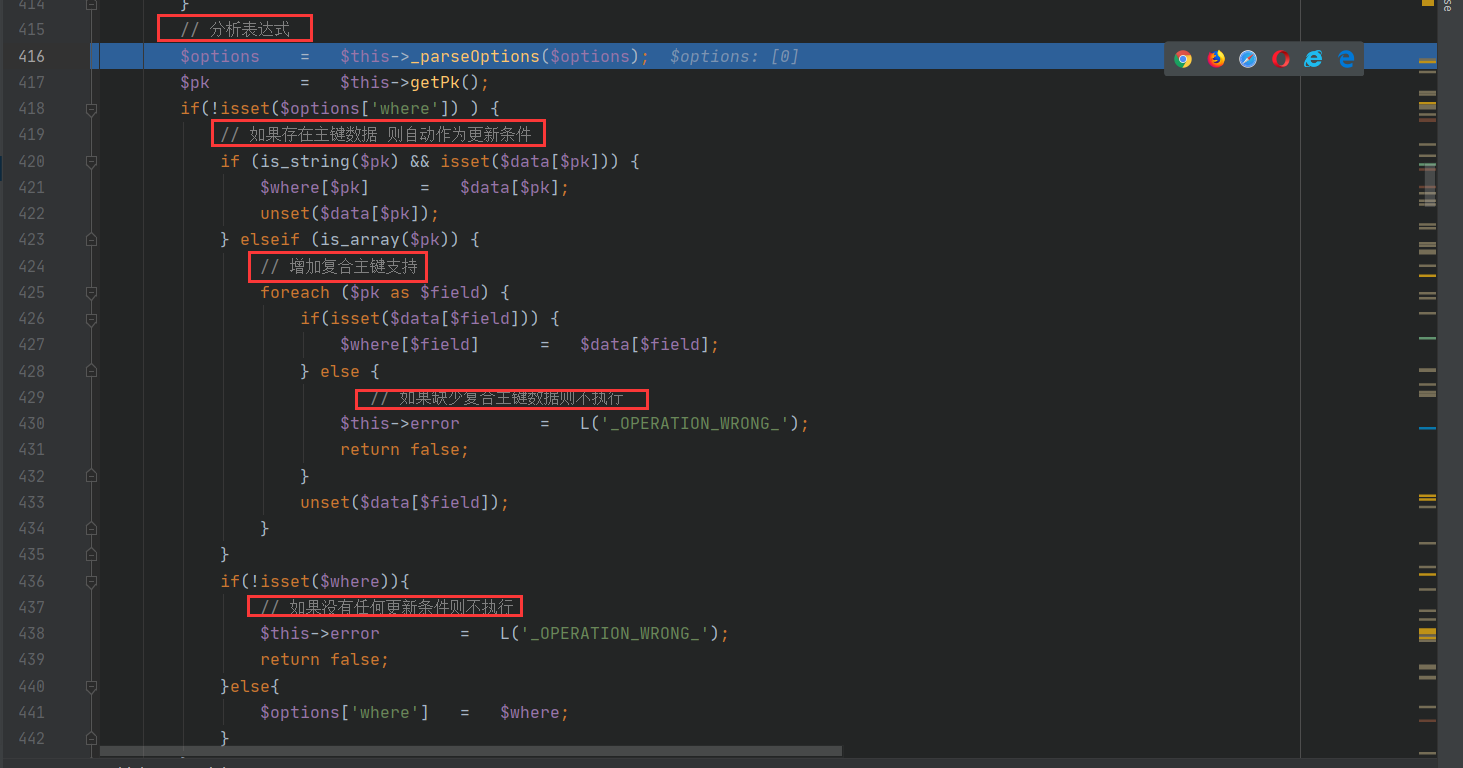 414 }
415 // 分析表达式
416 $options = $this->_parseOptions($options); $options: [0]
417 $pk = $this->getPk();
418 if(!isset($options['where']) ) {
419 // 如果存在主键数据 则自动作为更新条件
420 if (is_string($pk) && isset($data[$pk])) {
421 $where[$pk] = $data[$pk];
422 unset($data[$pk]);
423 } elseif (is_array($pk)) {
424 // 增加复合主键支持
425 foreach ($pk as $field) {
426 if(isset($data[$field])) {
427 $where[$field] = $data[$field];
428 } else {
429 // 如果缺少复合主键数据则不执行
430 $this->error = L('_OPERATION_WRONG_');
431 return false;
432 }
433 unset($data[$field]);
434 }
435 }
436 if(!isset($where)){
437 // 如果没有任何更新条件则不执行
438 $this->error = L('_OPERATION_WRONG_');
439 return false;
440 }else{
441 $options['where'] = $where;
442 }
se